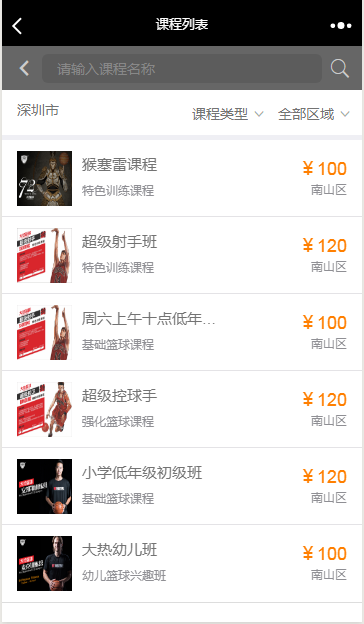 课程列表
请输入课程名称
深圳市 课程类型 全部区域
猴塞雷课程 ¥ 100
特色训练课程 南山区
超级射手班 ¥ 120
特色训练课程 南山区
周六上午十点低年... ¥ 100
基础篮球课程 南山区
超级控球手 ¥ 120
强化篮球课程 南山区
小学低年级初级班 ¥ 120
基础篮球课程 南山区
大热幼儿班 ¥ 100
幼儿篮球兴趣班 南山区